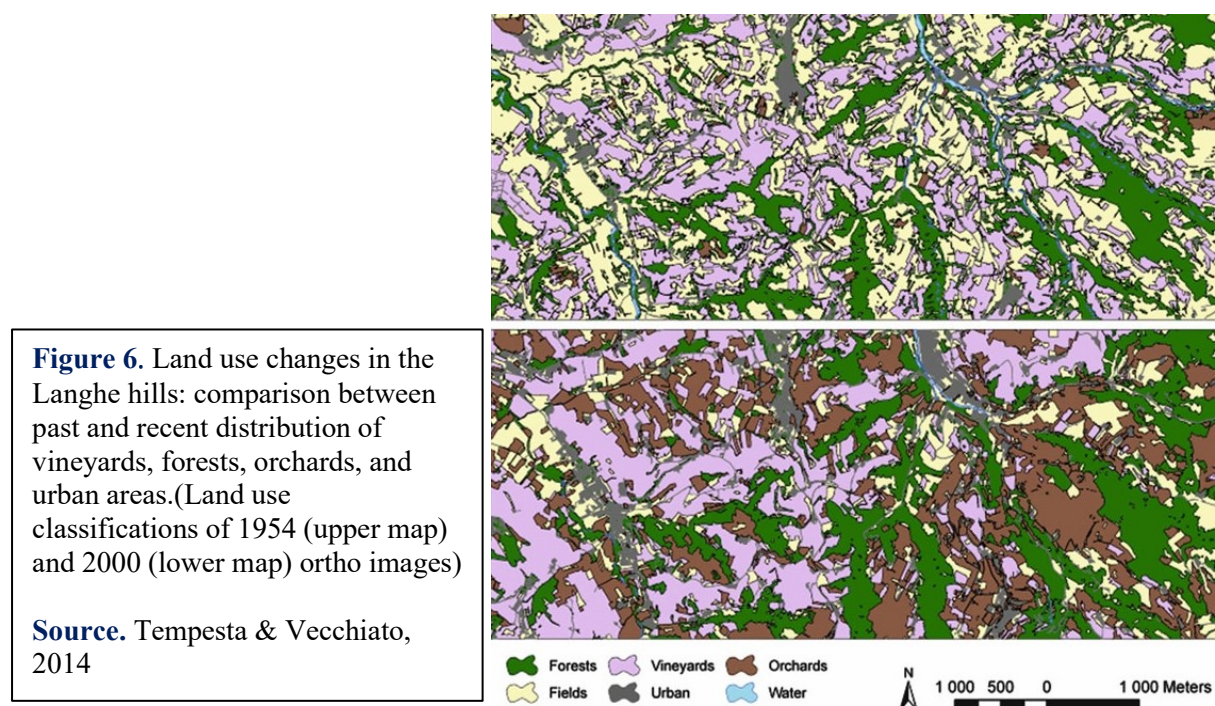 Figure 6. Land use changes in the
Langhe hills: comparison between
past and recent distribution of
vineyards, forests, orchards, and
urban areas.(Land use
classifications of 1954 (upper map)
and 2000 (lower map) ortho images)
Source. Tempesta & Vecchiato,
2014
Forests Vineyards Orchards
Fields Urban Water
N
1 000 500 0 1 000 Meters